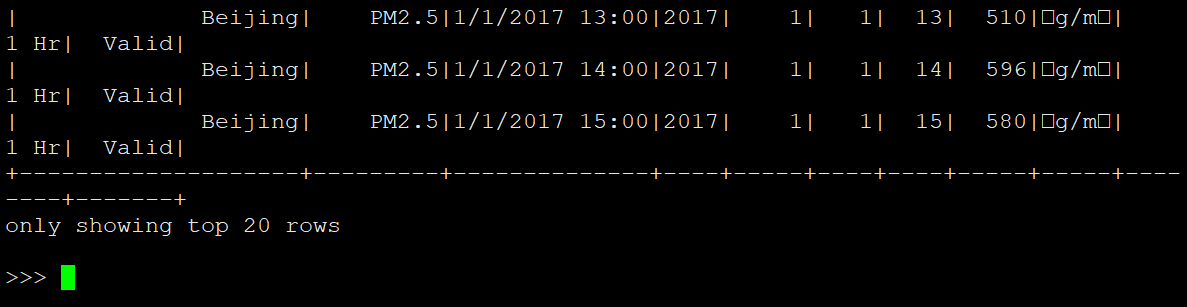 |             Beijing|    PM2.5|1/1/2017 13:00|2017|    1|   1|  13|  510|□g/m□|
1 Hr|  Valid|
|             Beijing|    PM2.5|1/1/2017 14:00|2017|    1|   1|  14|  596|□g/m□|
1 Hr|  Valid|
|             Beijing|    PM2.5|1/1/2017 15:00|2017|    1|   1|  15|  580|□g/m□|
1 Hr|  Valid|
+--------------------+---------+--------------+----+-----+----+----+-----+-----+----
----+-------+
only showing top 20 rows
>>>